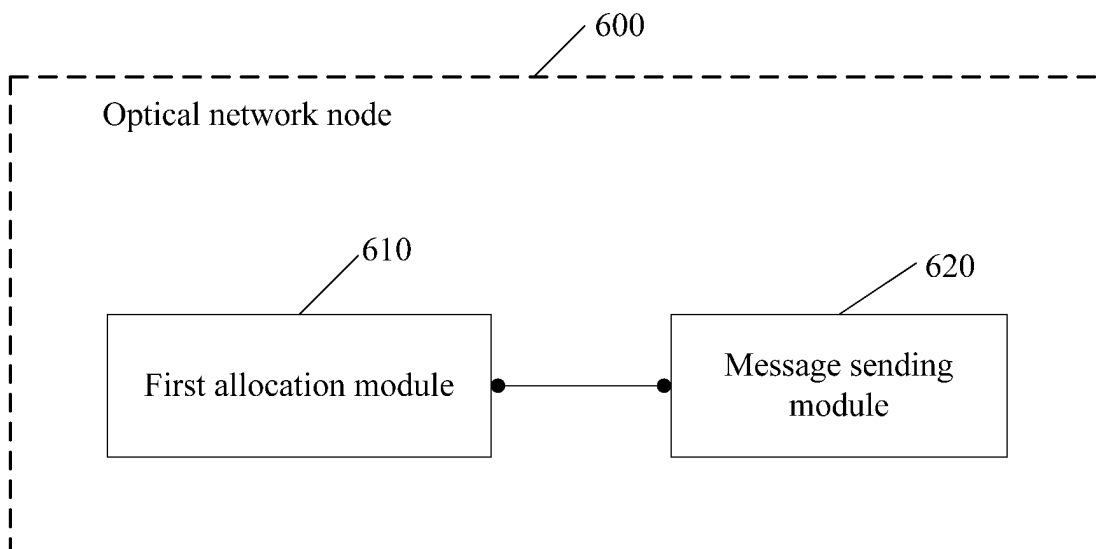 600
Optical network node
610
620
First allocation module
Message sending
module